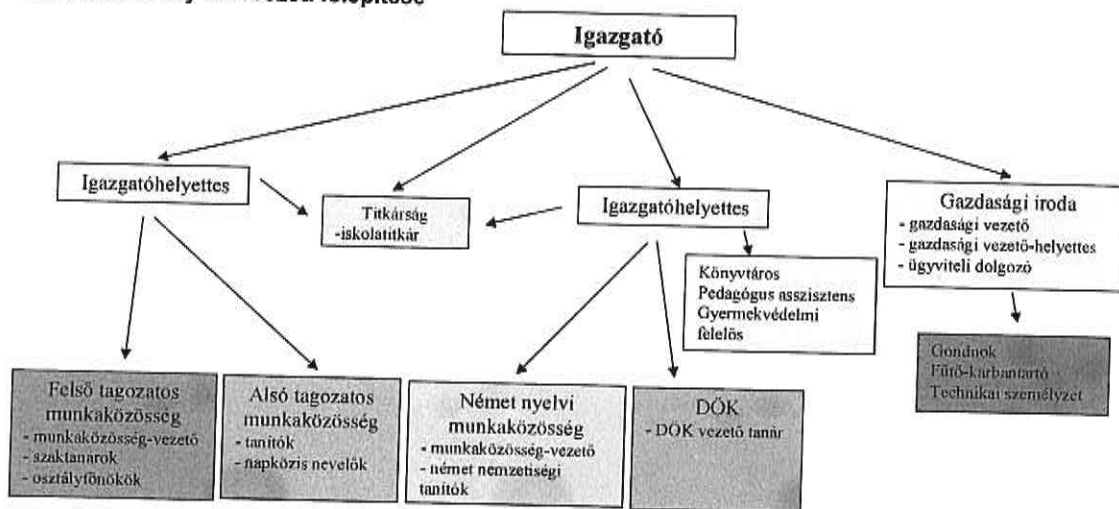 felépítése
Igazgató
Igazgatóhelyettes
Titkárság
-iskolatitkár
Igazgatóhelyettes
Gazdasági iroda
- gazdasági vezető
- gazdasági vezető-helyettes
- ügyviteli dolgozó
Könyvtáros
Pedagógus asszisztens
Gyermekvédelmi
felelős
Gondnok
Fűtő-karbantartó
Technikai személyzet
Felső tagozatos
munkaközösség
- munkaközösség-vezető
- szaktanárok
- osztályfőnökök
Alsó tagozatos
munkaközösség
- tanítók
- napközis nevelők
Német nyelvi
munkaközösség
- munkaközösség-vezető
- német nemzetiségi
tanítók
DÖK
- DÖK vezető tanár